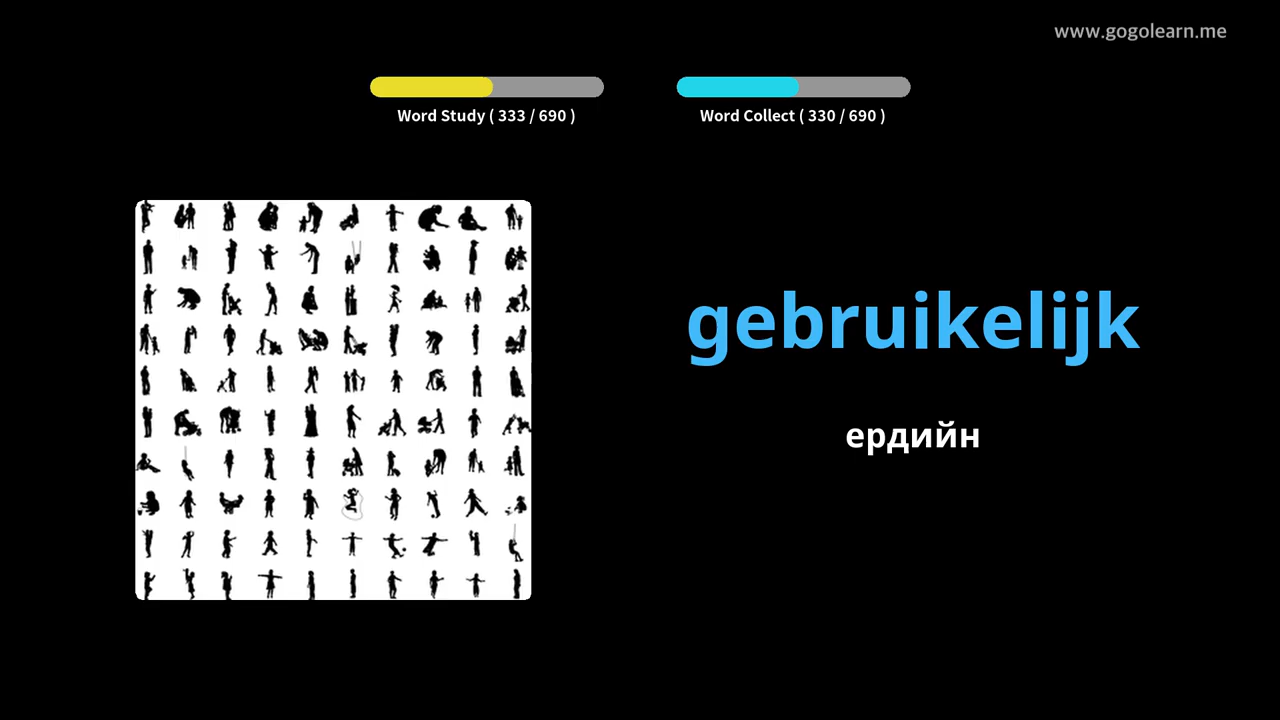 www.gogolearn.me
Word Study ( 333 / 690 )
Word Collect ( 330 / 690 )
gebruikelijk
ердийн